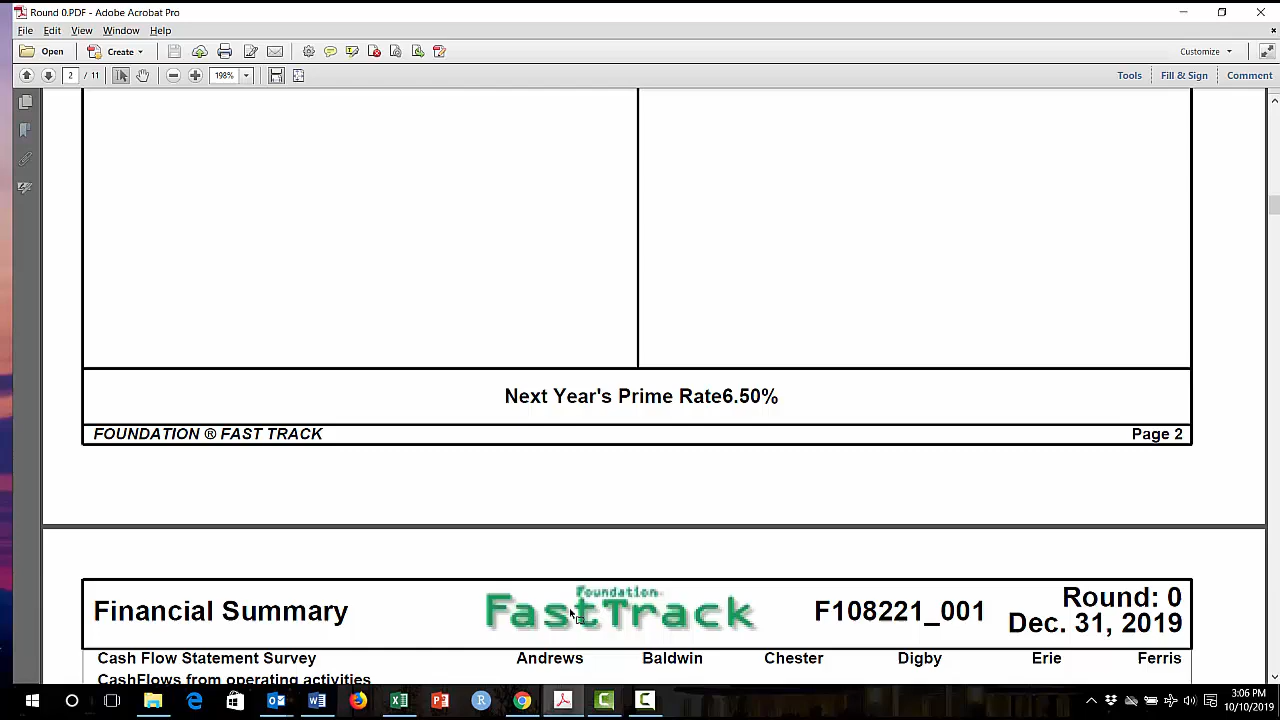 Round 0.PDF - Adobe Acrobat Pro
File Edit View Window Help
Open Create Customize
2 / 11 198% Tools Fill & Sign Comment
Next Year's Prime Rate6.50%
FOUNDATION ® FAST TRACK Page 2
Financial Summary
Foundation
FastTrack
F108221_001
Round: 0
Dec. 31, 2019
Cash Flow Statement Survey Andrews Baldwin Chester Digby Erie Ferris
CashFlows from operating activities
3:06 PM
10/10/2019